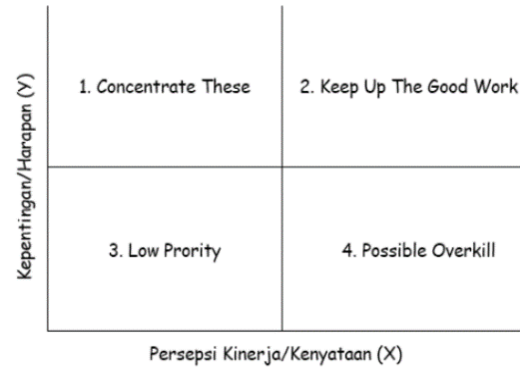 1. Concentrate These
2. Keep Up The Good Work
Kepentingan/Harapan (Y)
3. Low Prority
4. Possible Overkill
Persepsi Kinerja/Kenyataan (X)